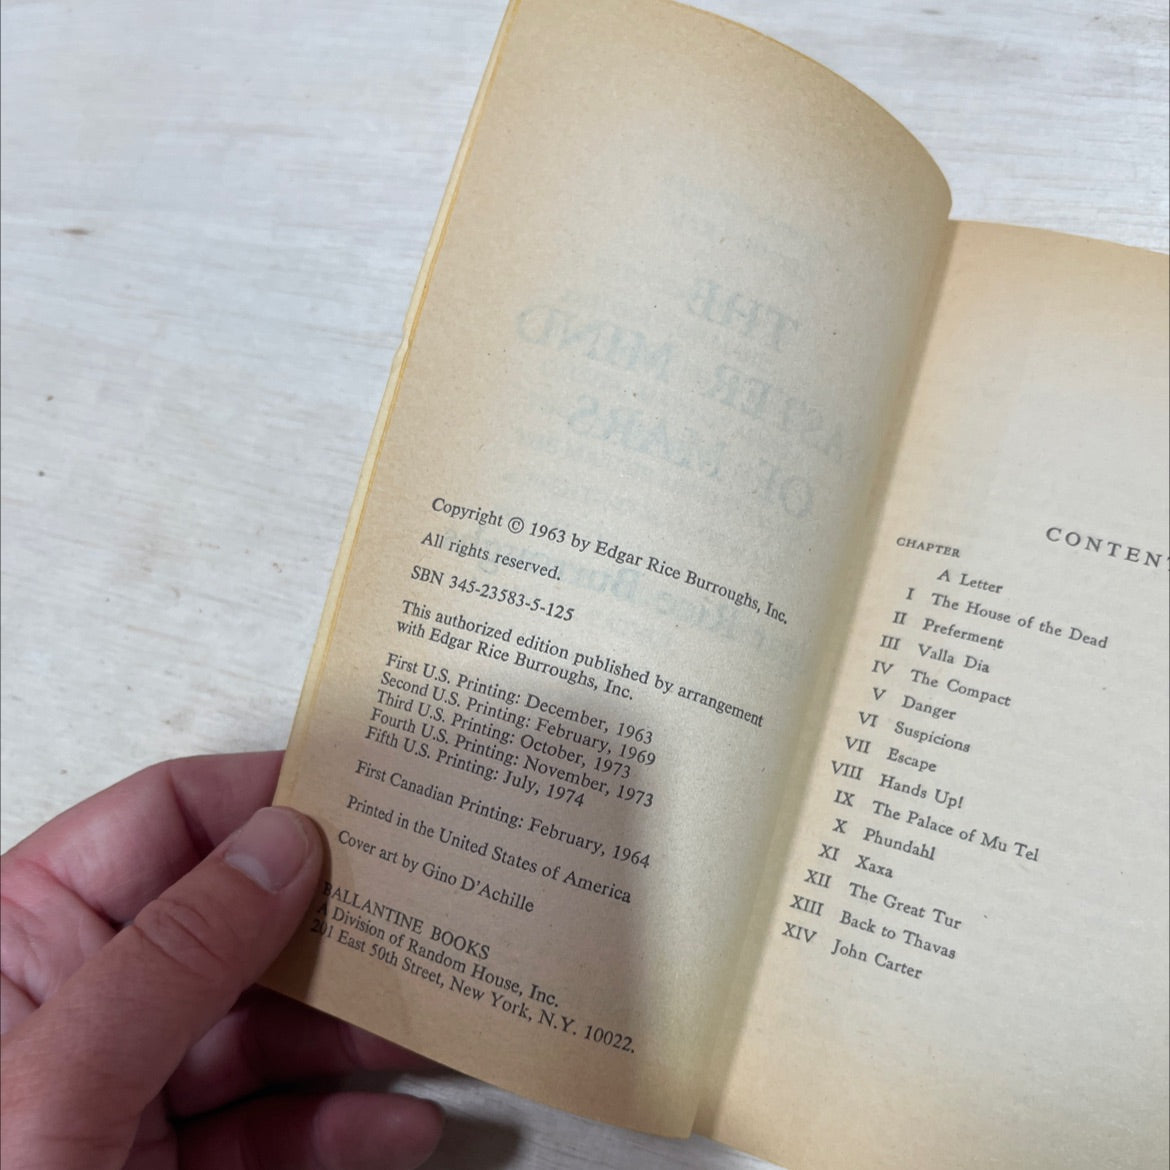 Copyright © 1963 by Edgar Rice Burroughs, Inc.
All rights reserved.
SBN 345-23583-5-125
This authorized edition published by arrangement
with Edgar Rice Burroughs, Inc.
First U.S. Printing: December, 1963
Second U.S. Printing: February, 1969
Third U.S. Printing: October, 1973
Fourth U.S. Printing: November, 1973
Fifth U.S. Printing: July, 1974
First Canadian Printing: February, 1964
Printed in the United States of America
Cover art by Gino D'Achille
BALLANTINE BOOKS
A Division of Random House, Inc.
201 East 50th Street, New York, N.Y. 10022.
CONTENT
CHAPTER
A Letter
I The House of the Dead
II Preferment
III Valla Dia
IV The Compact
V Danger
VI Suspicions
VII Escape
VIII Hands Up!
IX The Palace of Mu Tel
X Phundahl
XI Xaxa
XII The Great Tur
XIII Back to Thavas
XIV John Carter